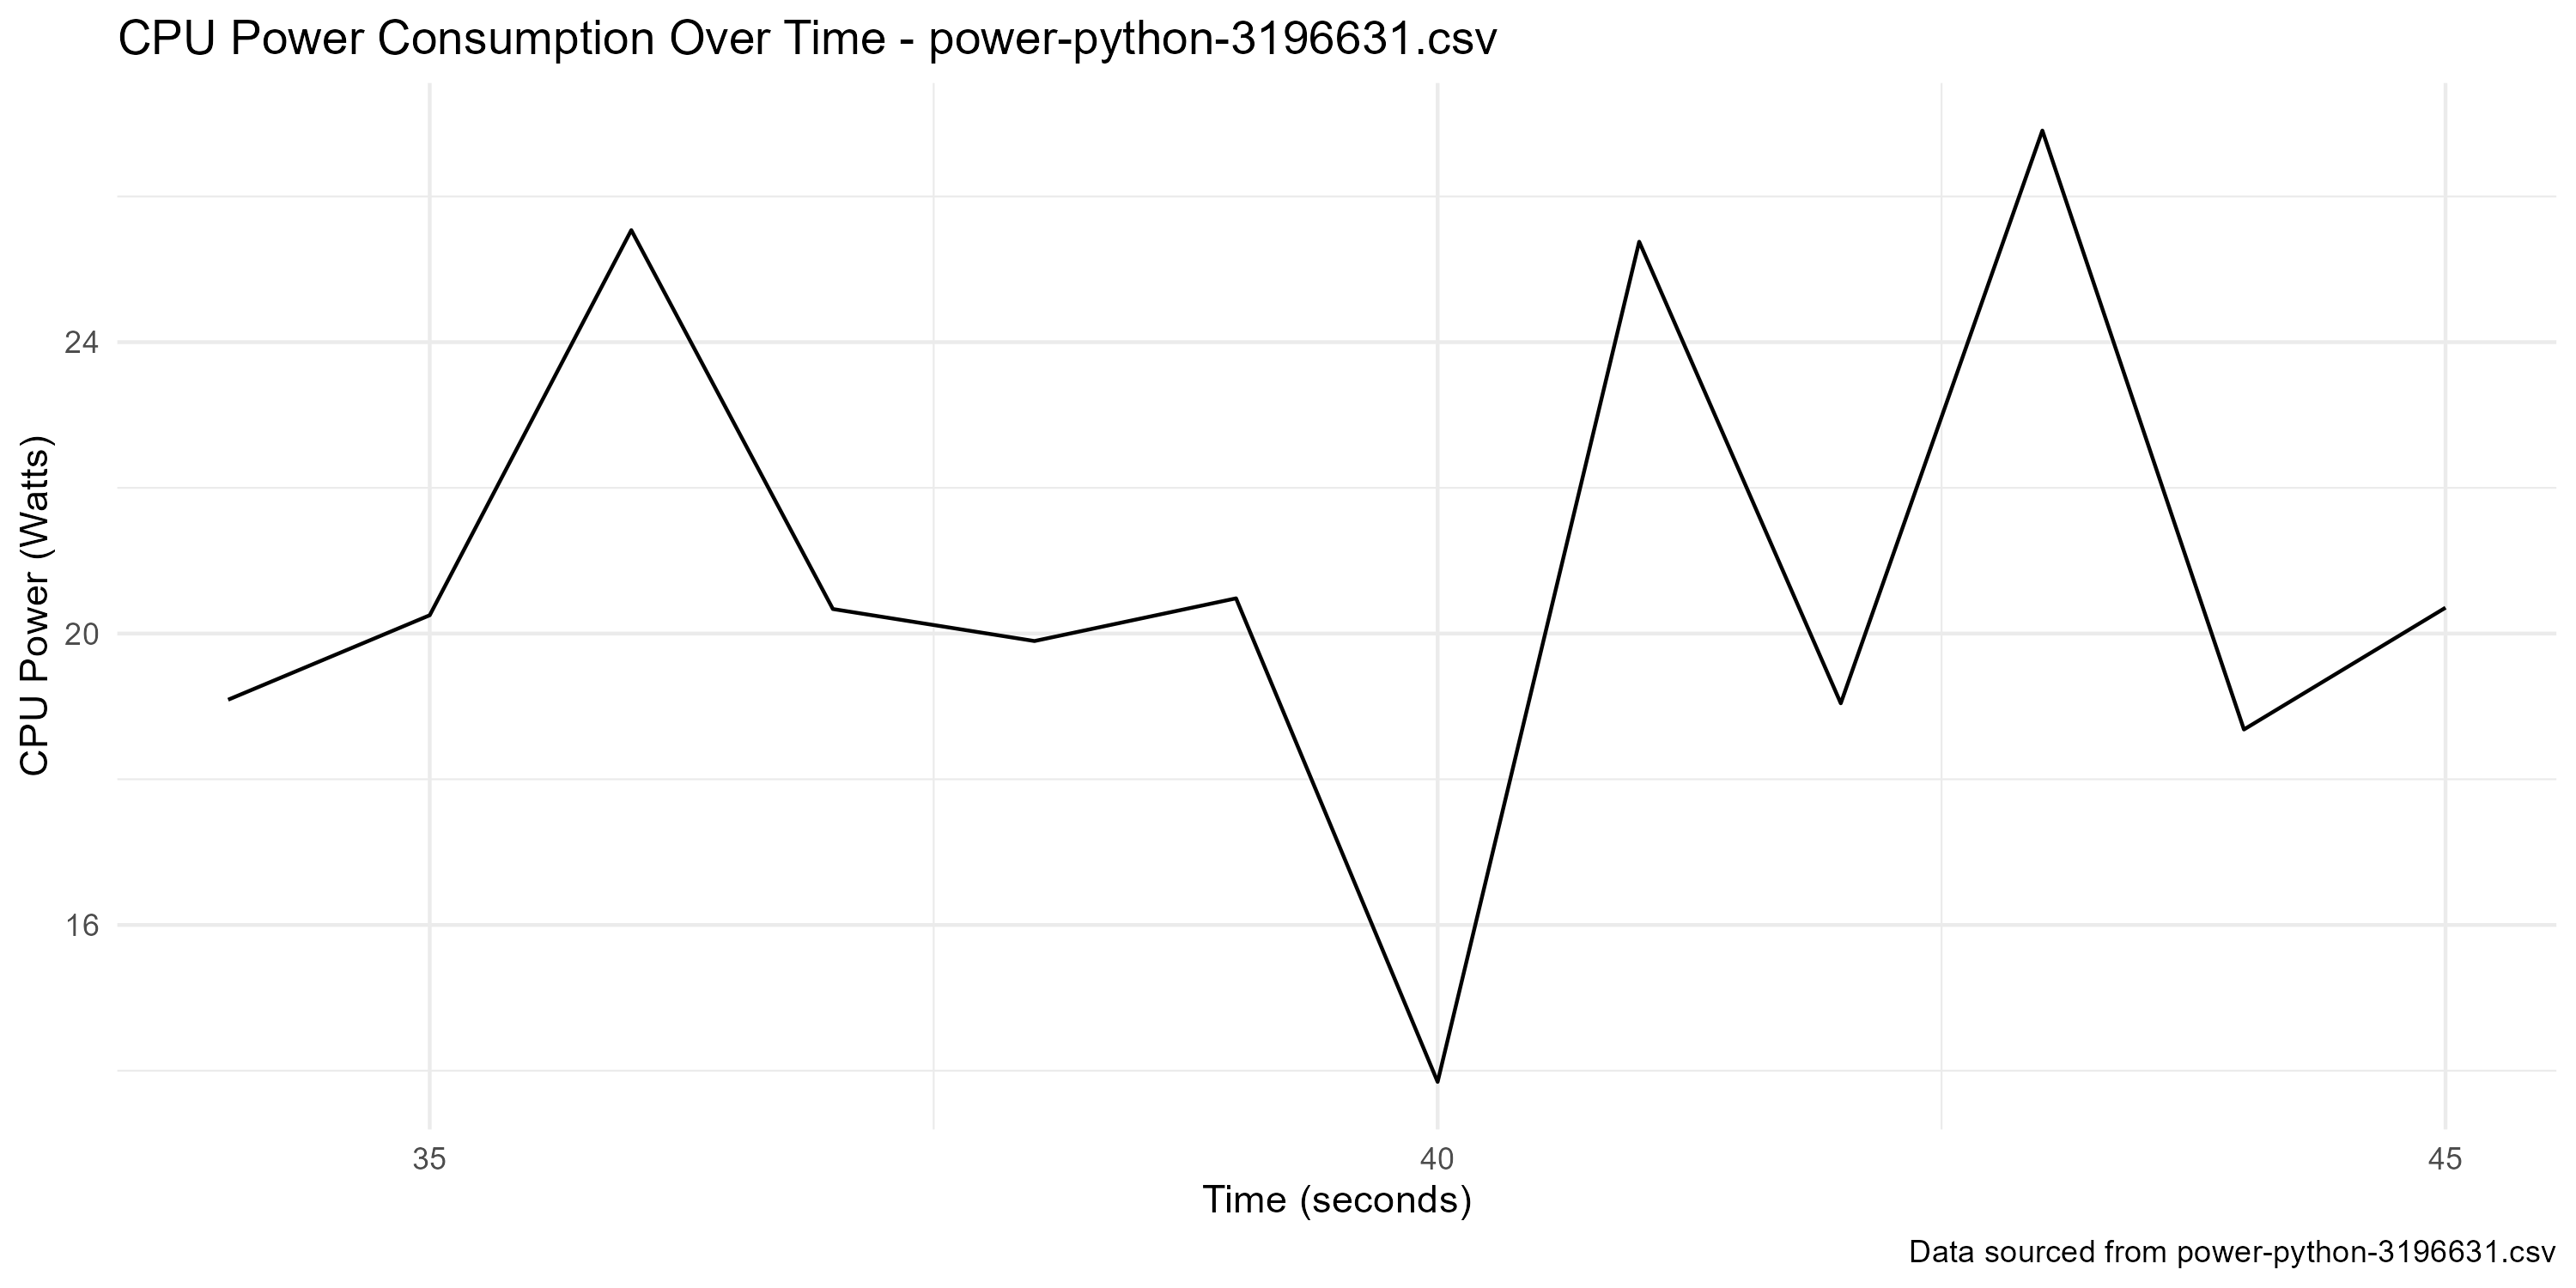 CPU Power Consumption Over Time - power-python-3196631.csv
CPU Power (Watts)
24
20
16
35 40 45
Time (seconds)
Data sourced from power-python-3196631.csv